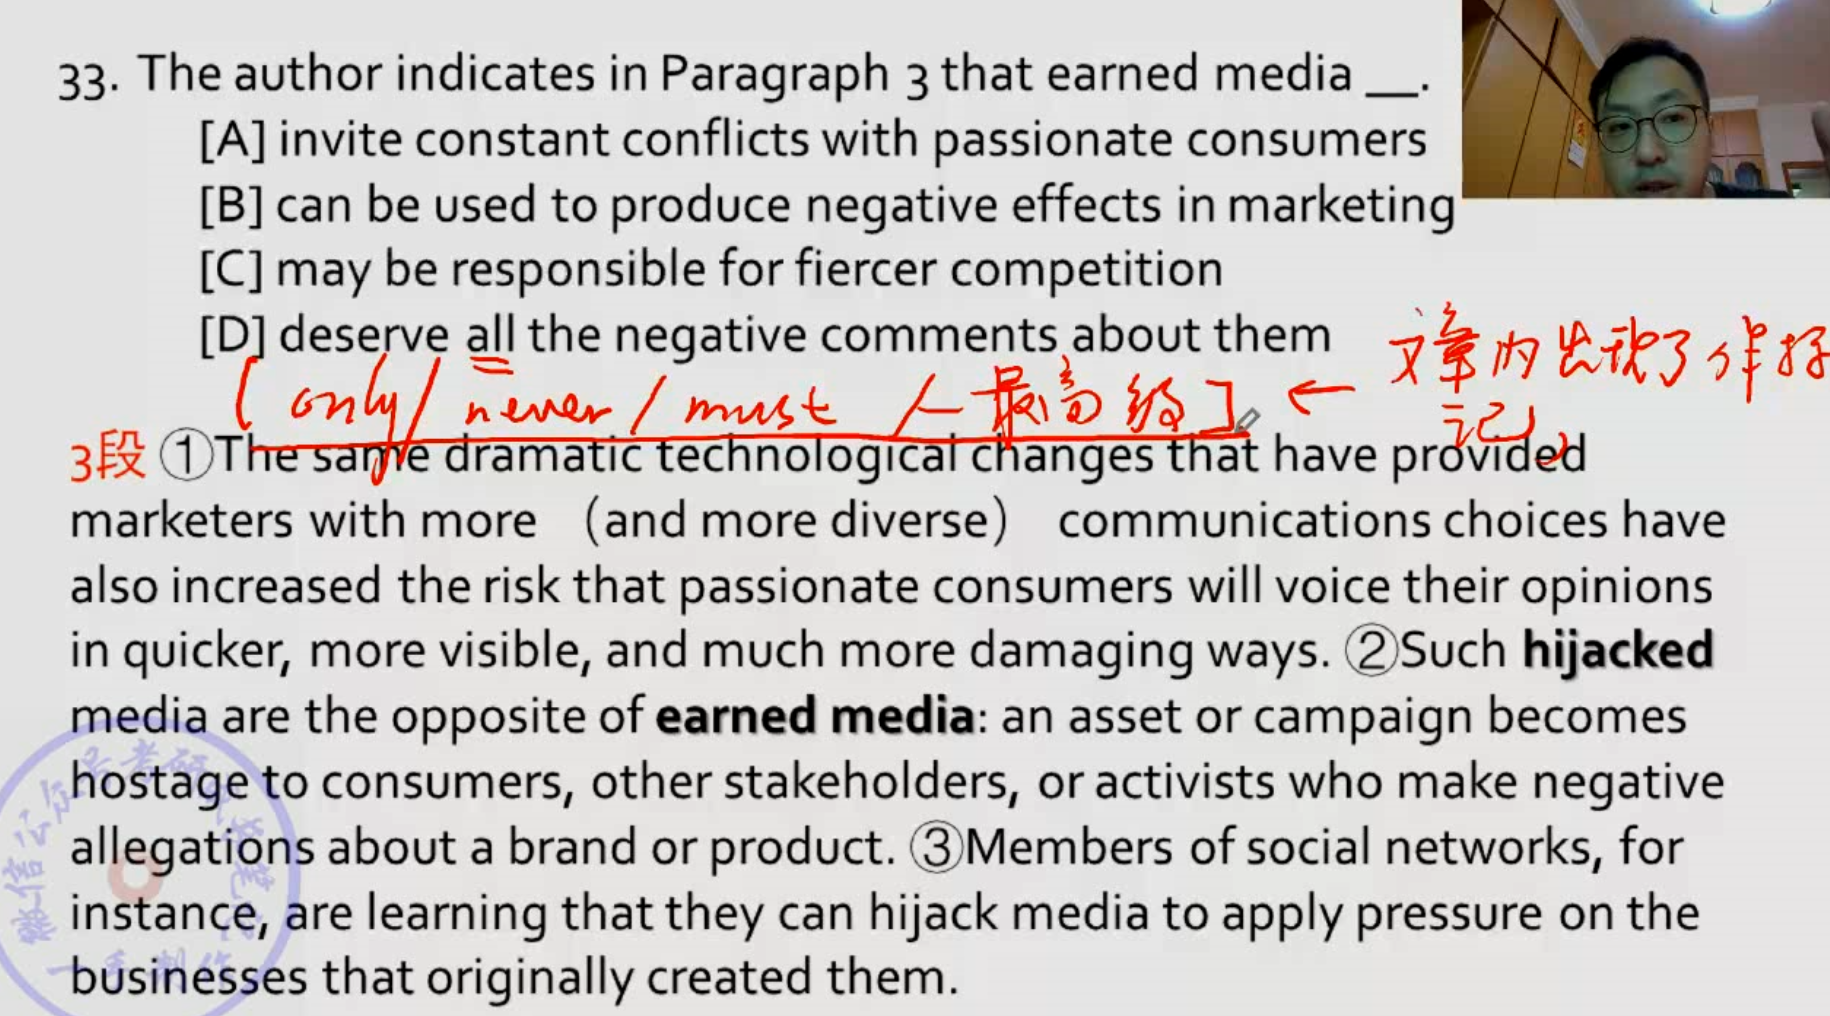 33. The author indicates in Paragraph 3 that earned media __.
[A] invite constant conflicts with passionate consumers
[B] can be used to produce negative effects in marketing
[C] may be responsible for fiercer competition
[D] deserve all the negative comments about them
[only/never/must/最高级] ← 文章内出现了作好
记
3段 ①The same dramatic technological changes that have provided
marketers with more （and more diverse） communications choices have
also increased the risk that passionate consumers will voice their opinions
in quicker, more visible, and much more damaging ways. ②Such hijacked
media are the opposite of earned media: an asset or campaign becomes
hostage to consumers, other stakeholders, or activists who make negative
allegations about a brand or product. ③Members of social networks, for
instance, are learning that they can hijack media to apply pressure on the
businesses that originally created them.